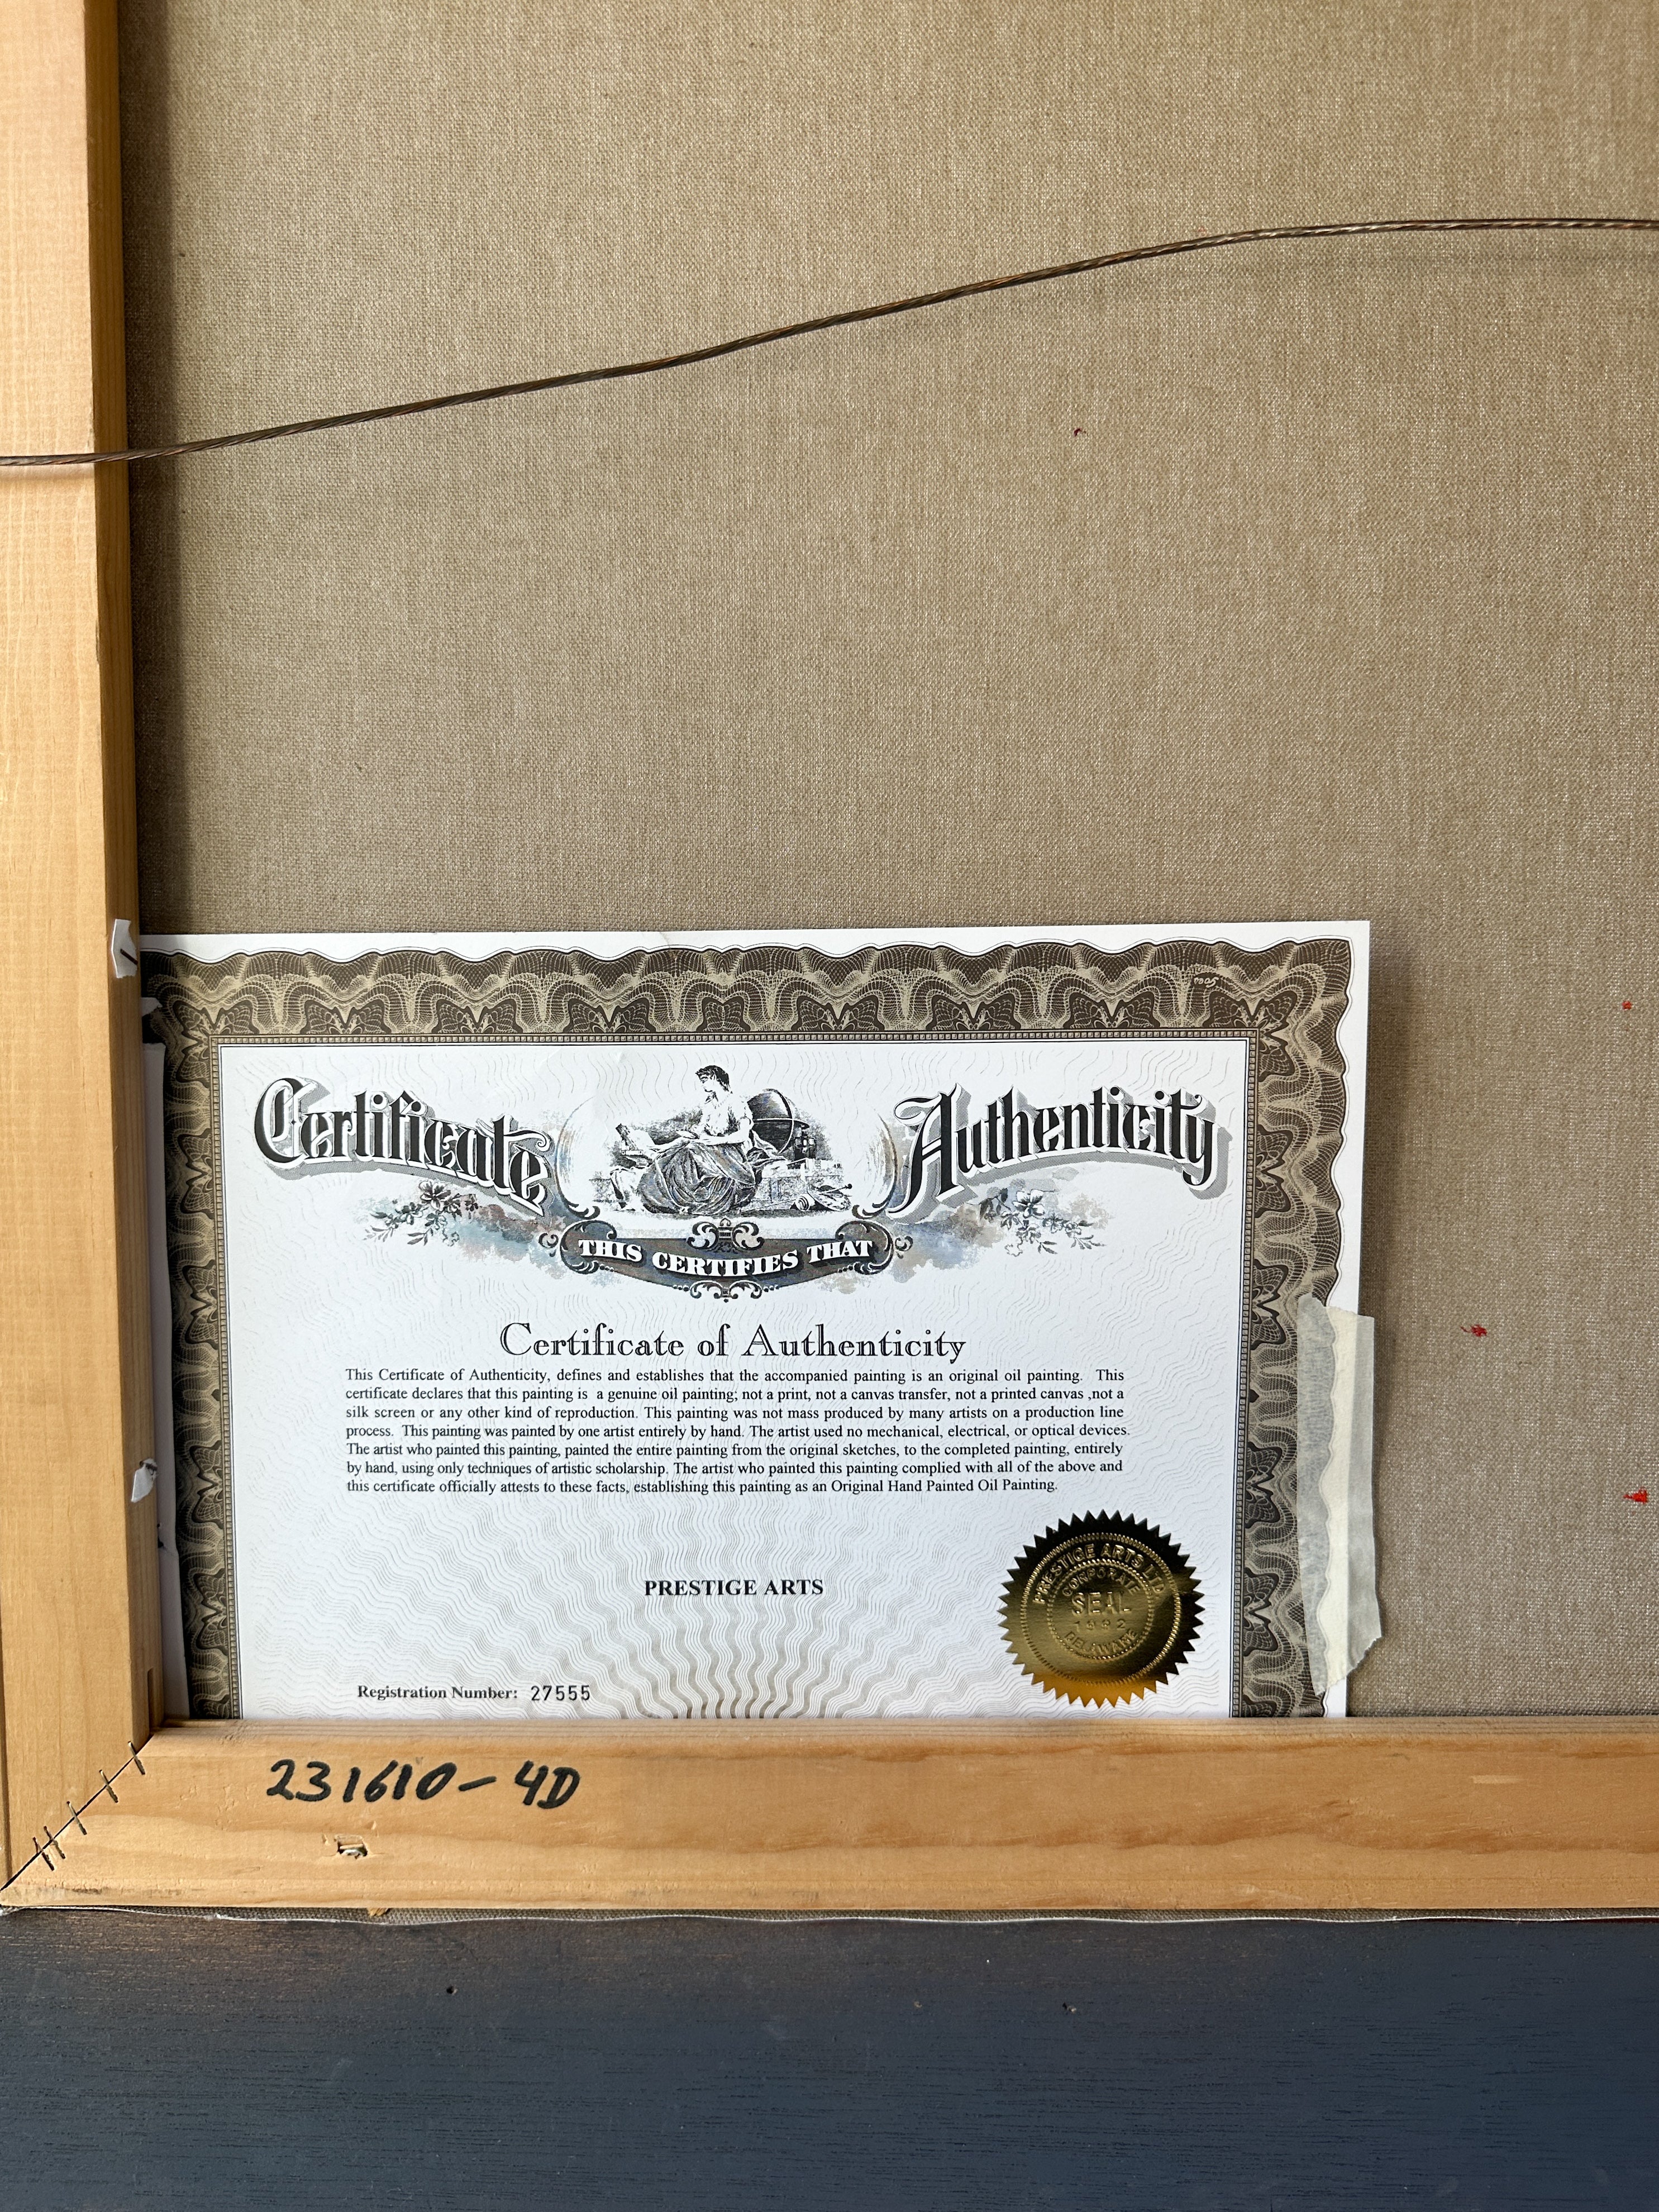 Certificate Authenticity
THIS CERTIFIES THAT
Certificate of Authenticity
This Certificate of Authenticity, defines and establishes that the accompanied painting is an original oil painting. This
certificate declares that this painting is a genuine oil painting; not a print, not a canvas transfer, not a printed canvas ,not a
silk screen or any other kind of reproduction. This painting was not mass produced by many artists on a production line
process. This painting was painted by one artist entirely by hand. The artist used no mechanical, electrical, or optical devices.
The artist who painted this painting, painted the entire painting from the original sketches, to the completed painting, entirely
by hand, using only techniques of artistic scholarship. The artist who painted this painting complied with all of the above and
this certificate officially attests to these facts, establishing this painting as an Original Hand Painted Oil Painting.
PRESTIGE ARTS
PRESTIGE ARTS LTD.
CORPORATE
SEAL
1992
DELAWARE
Registration Number: 27555
231610-4D